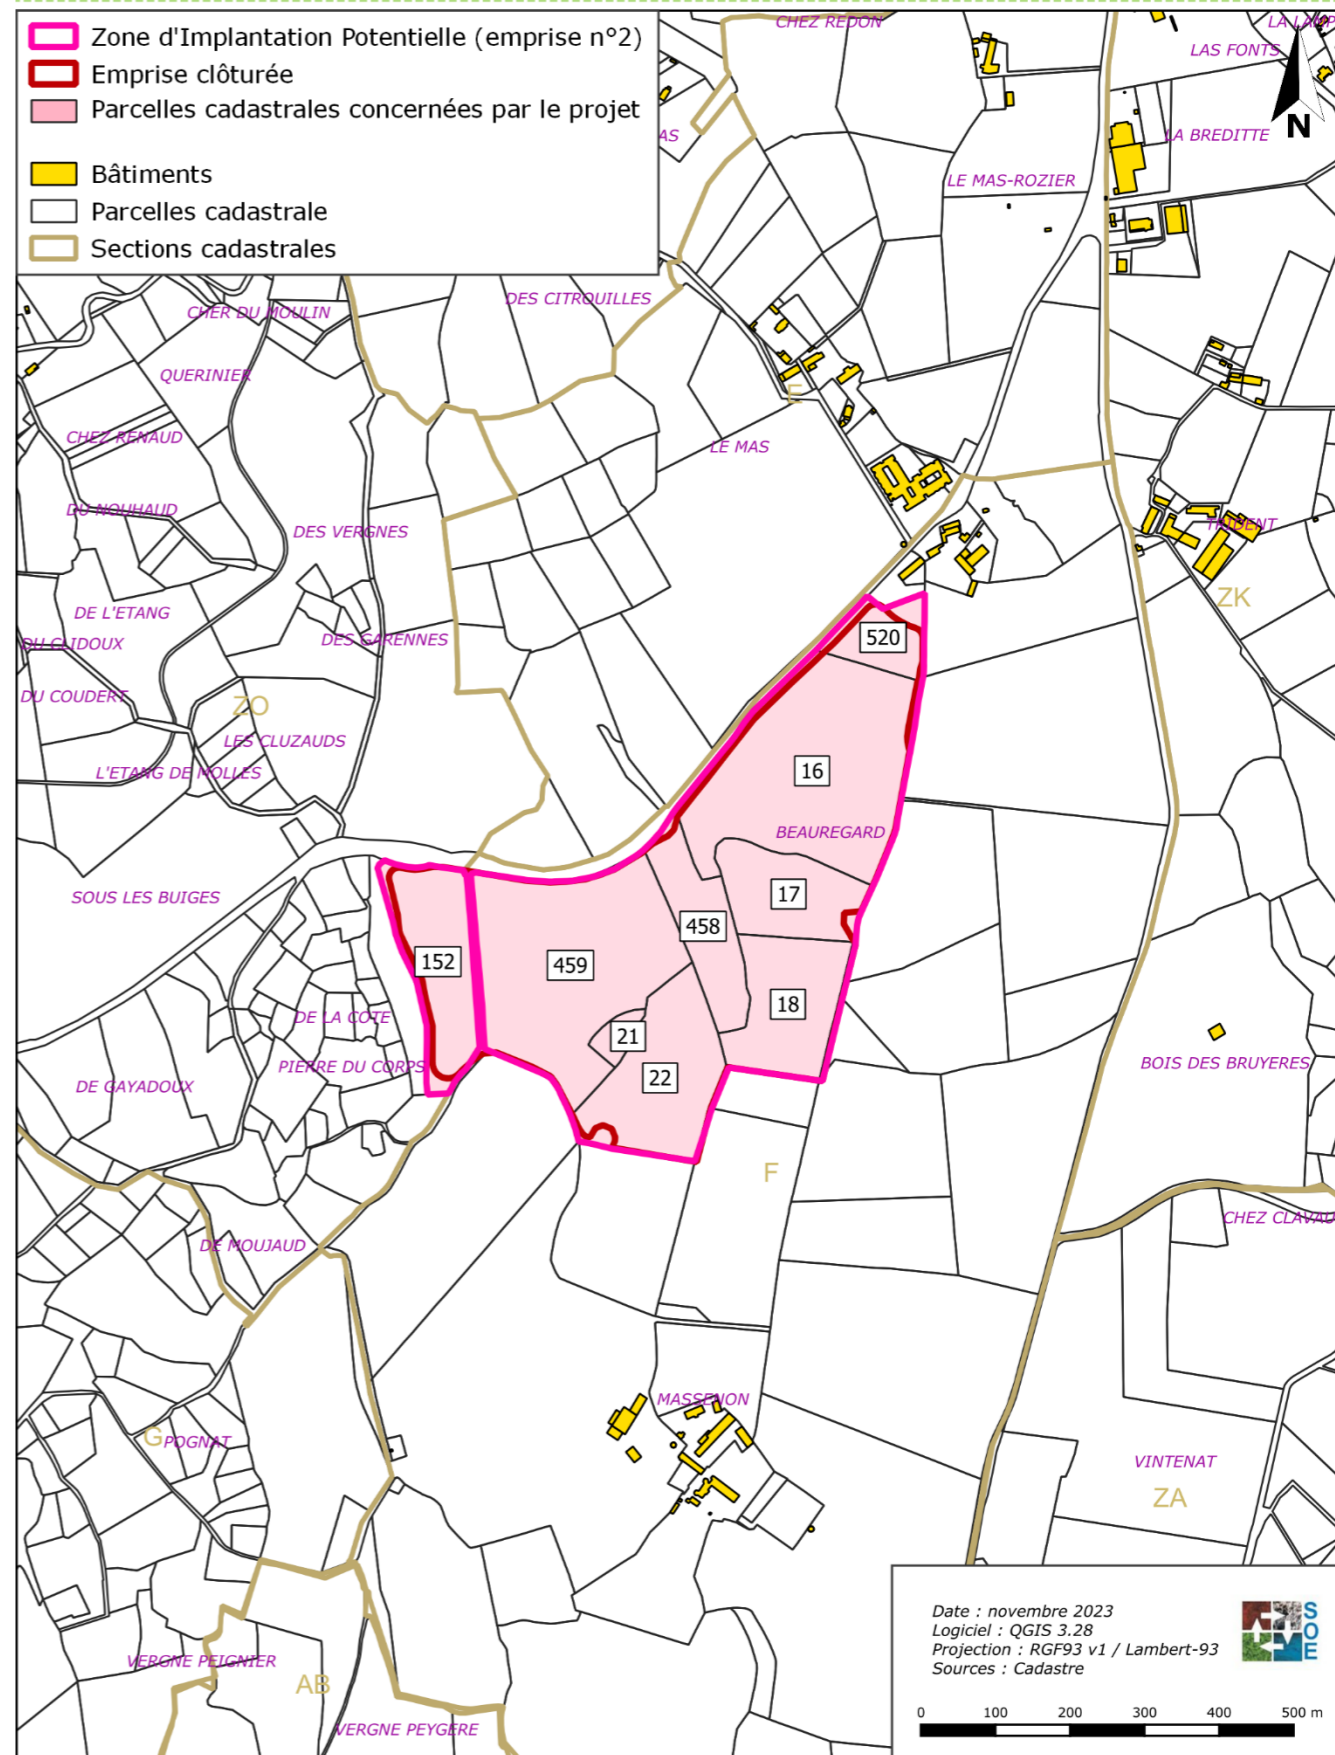 Zone d'Implantation Potentielle (emprise n°2)
Emprise clôturée
Parcelles cadastrales concernées par le projet
Bâtiments
Parcelles cadastrale
Sections cadastrales
CHEZ REDON
LAS FONTS
N
LA BREDITTE
AS
LE MAS-ROZIER
DES CITROUILLES
CHER DU MOULIN
QUERINIER
E
CHEZ RENAUD
LE MAS
DU NOUHAUD
DES VERGNES
TRIDENT
ZK
DE L'ETANG
DES GARENNES
520
DU CLIDOUX
DU COUDERT
ZO
LES CLUZAUDS
L'ETANG DE MOLLES
16
BEAUREGARD
SOUS LES BUIGES
17
458
152
459
18
DE LA COTE
21
PIERRE DU CORPS
22
BOIS DES BRUYERES
DE GAYADOUX
F
CHEZ CLAVAU
DE MOUJAUD
MASSENON
G
POGNAT
VINTENAT
ZA
VERGNE PEIGNIER
AB
VERGNE PEYGERE
Date : novembre 2023
Logiciel : QGIS 3.28
Projection : RGF93 v1 / Lambert-93
Sources : Cadastre
SOE
0 100 200 300 400 500 m